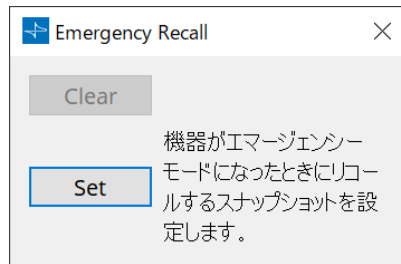 Emergency Recall
Clear
機器がエマージェンシー
モードになったときにリコー
ルするスナップショットを設
定します。
Set